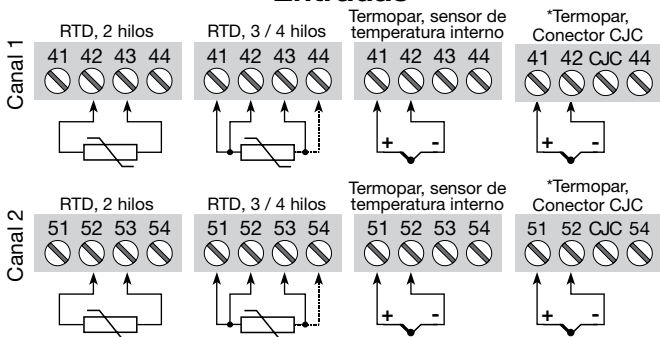 Entradas
RTD, 2 hilos
RTD, 3 / 4 hilos
Termopar, sensor de
temperatura interno
*Termopar,
Conector CJC
Canal 1
41 42 43 44
41 42 43 44
41 42 43 44
41 42 CJC 44
+ -
+ -
RTD, 2 hilos
RTD, 3 / 4 hilos
Termopar, sensor de
temperatura interno
*Termopar,
Conector CJC
Canal 2
51 52 53 54
51 52 53 54
51 52 53 54
51 52 CJC 54
+ -
+ -